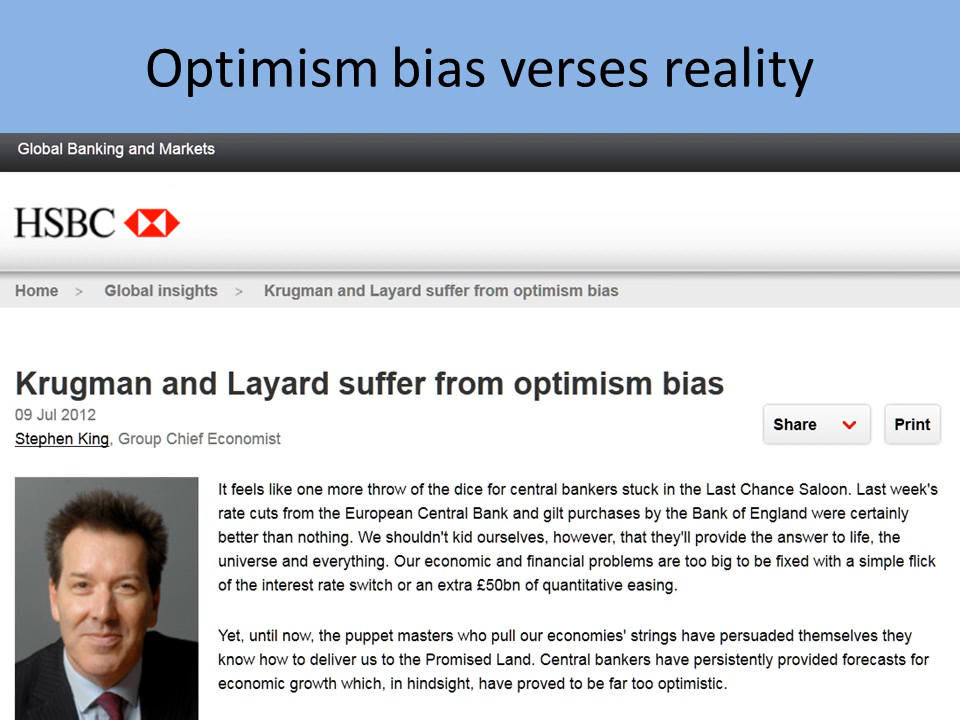 Optimism bias verses reality
Global Banking and Markets
HSBC
Home > Global insights > Krugman and Layard suffer from optimism bias
Krugman and Layard suffer from optimism bias
09 Jul 2012
Stephen King, Group Chief Economist
Share
Print
It feels like one more throw of the dice for central bankers stuck in the Last Chance Saloon. Last week's
rate cuts from the European Central Bank and gilt purchases by the Bank of England were certainly
better than nothing. We shouldn't kid ourselves, however, that they'll provide the answer to life, the
universe and everything. Our economic and financial problems are too big to be fixed with a simple flick
of the interest rate switch or an extra £50bn of quantitative easing.
Yet, until now, the puppet masters who pull our economies' strings have persuaded themselves they
know how to deliver us to the Promised Land. Central bankers have persistently provided forecasts for
economic growth which, in hindsight, have proved to be far too optimistic.